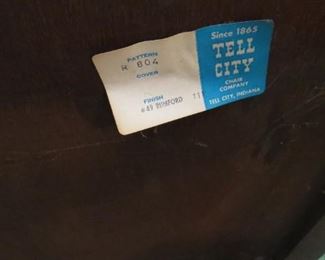 PATTERN
R 804
COVER
FINISH
#49 RUMFORD
Since 1865
TELL
CITY
CHAIR
COMPANY
TELL CITY, INDIANA